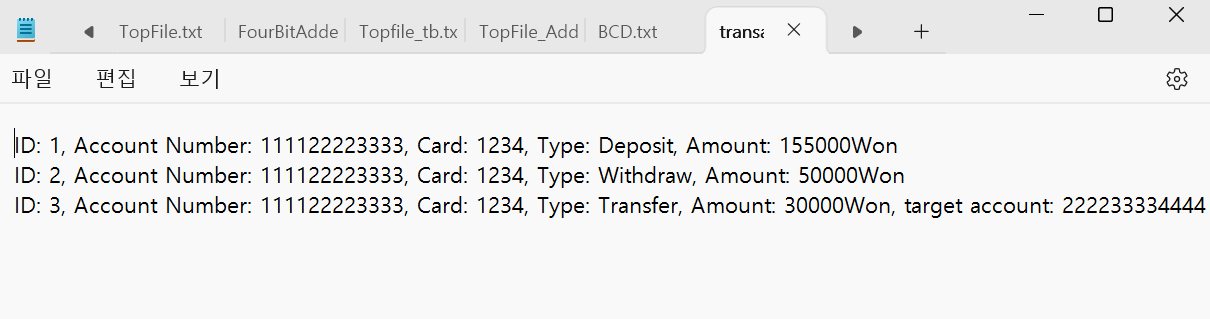 TopFile.txt FourBitAdde Topfile_tb.tx TopFile_Add BCD.txt transa
파일 편집 보기
ID: 1, Account Number: 111122223333, Card: 1234, Type: Deposit, Amount: 155000Won
ID: 2, Account Number: 111122223333, Card: 1234, Type: Withdraw, Amount: 50000Won
ID: 3, Account Number: 111122223333, Card: 1234, Type: Transfer, Amount: 30000Won, target account: 222233334444